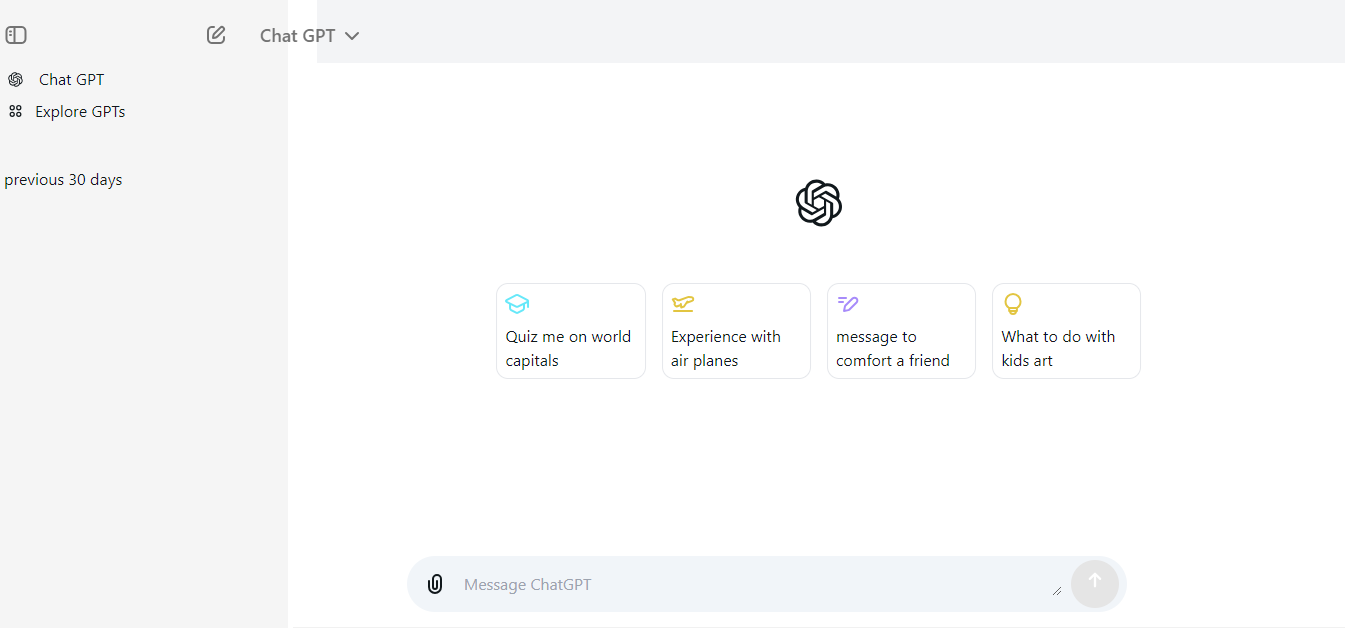 Chat GPT
Chat GPT
Explore GPTs
previous 30 days
Quiz me on world
capitals
Experience with
air planes
message to
comfort a friend
What to do with
kids art
Message ChatGPT